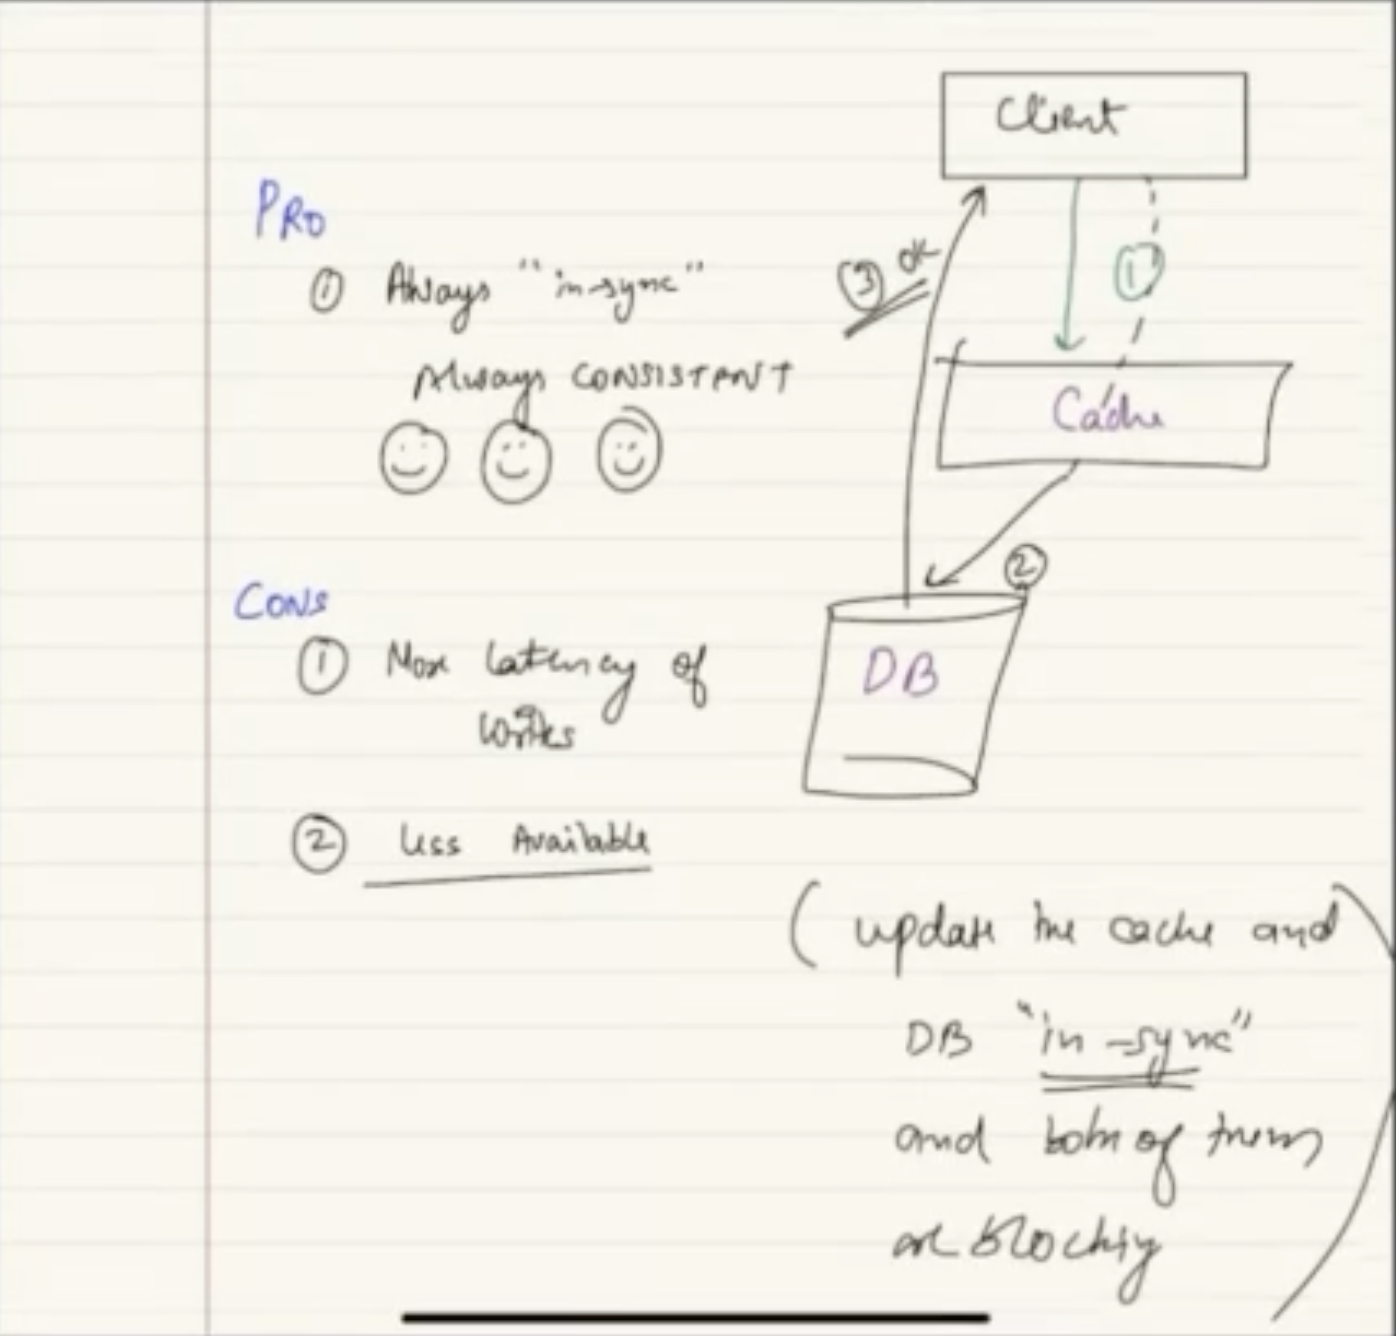 Client
PRO
① Always "in-sync"
Always CONSISTANT
③ ok
①
Cache
②
DB
CONS
① More latency of
writes
② Less Available
(update the cache and
DB "in-sync"
and both of them
are blocking)